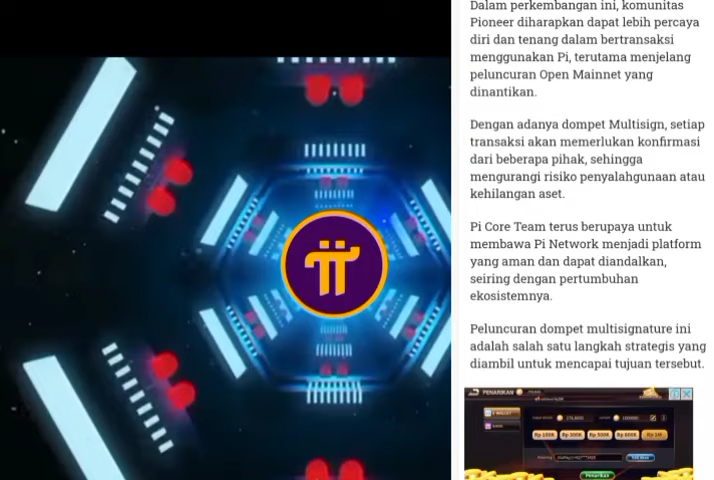 Dalam perkembangan ini, komunitas
Pioneer diharapkan dapat lebih percaya
diri dan tenang dalam bertransaksi
menggunakan Pi, terutama menjelang
peluncuran Open Mainnet yang
dinantikan.
Dengan adanya dompet Multisign, setiap
transaksi akan memerlukan konfirmasi
dari beberapa pihak, sehingga
mengurangi risiko penyalahgunaan atau
kehilangan aset.
Pi Core Team terus berupaya untuk
membawa Pi Network menjadi platform
yang aman dan dapat diandalkan,
seiring dengan pertumbuhan
ekosistemnya.
Peluncuran dompet multisignature ini
adalah salah satu langkah strategis yang
diambil untuk mencapai tujuan tersebut.
PENARIKAN
Rp 100K Rp 300K Rp 500K Rp 800K Rp 1M
Penarikan